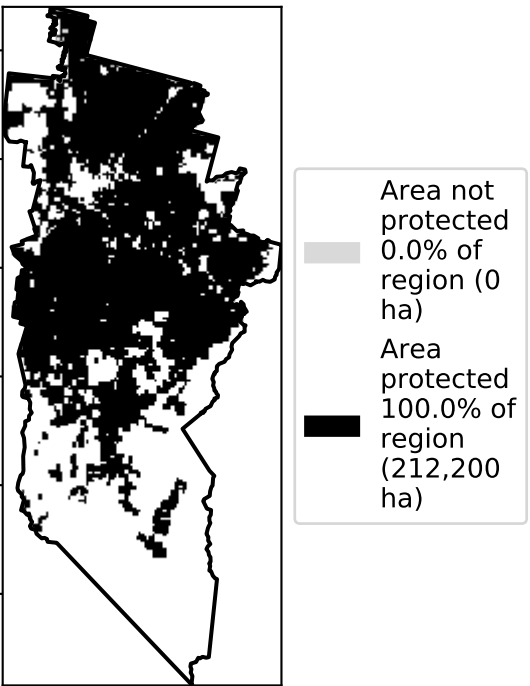 Area not
protected
0.0% of
region (0
ha)
Area
protected
100.0% of
region
(212,200
ha)